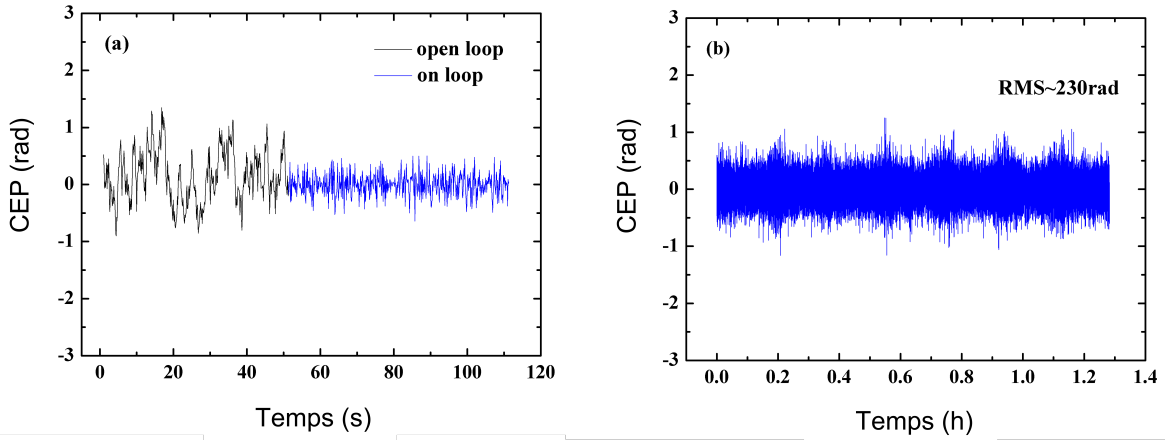 (a)
open loop
on loop
3
2
1
0
-1
-2
-3
CEP (rad)
0 20 40 60 80 100 120
Temps (s)
(b)
RMS~230rad
3
2
1
0
-1
-2
-3
CEP (rad)
0.0 0.2 0.4 0.6 0.8 1.0 1.2 1.4
Temps (h)